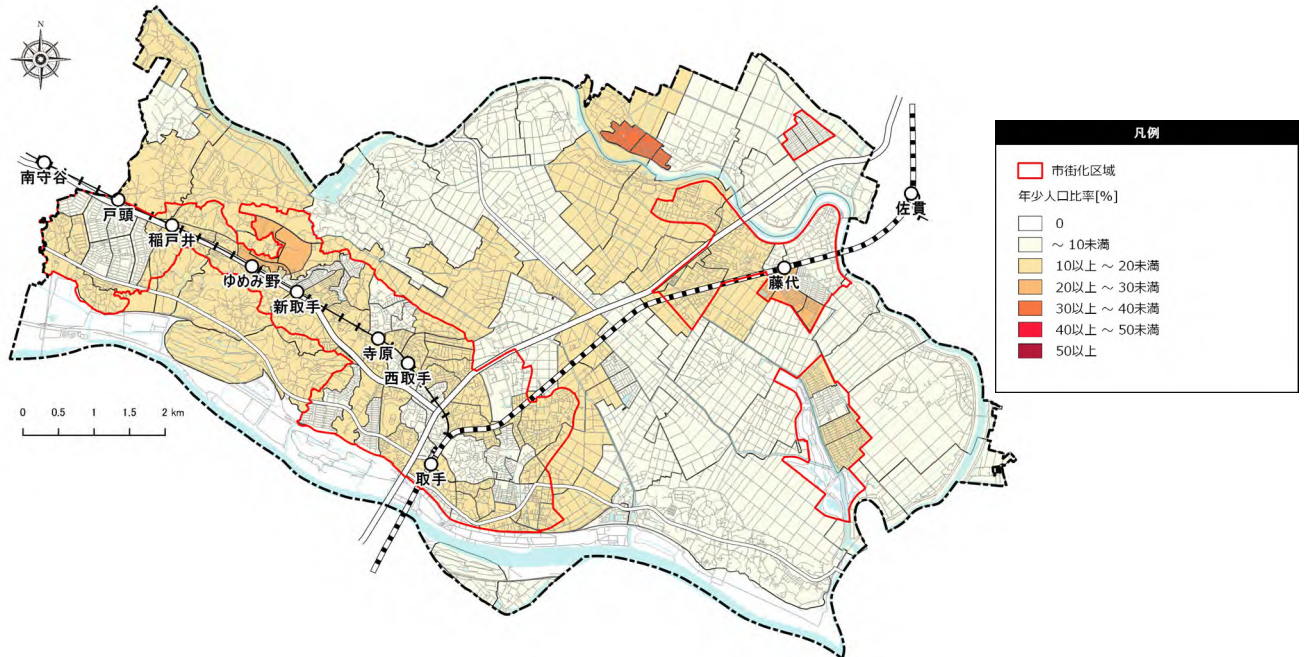 N
南守谷
戸頭
稲戸井
ゆめみ野
新取手
寺原
西取手
取手
藤代
佐貫
0 0.5 1 1.5 2 km
凡例
市街化区域
年少人口比率[%]
0
～ 10未満
10以上 ～ 20未満
20以上 ～ 30未満
30以上 ～ 40未満
40以上 ～ 50未満
50以上